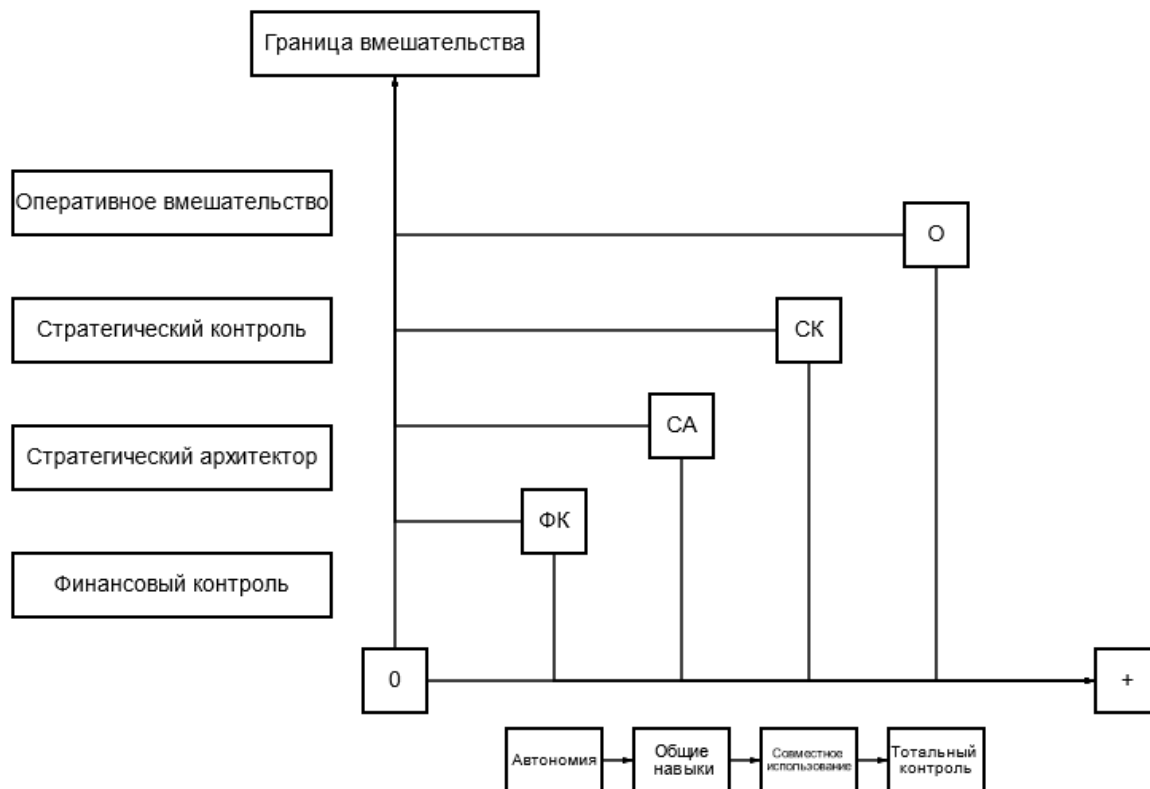 Граница вмешательства
Оперативное вмешательство
О
Стратегический контроль
СК
СА
Стратегический архитектор
ФК
Финансовый контроль
0
+
Автономия
Общие
навыки
Совместное
использование
Тотальный
контроль